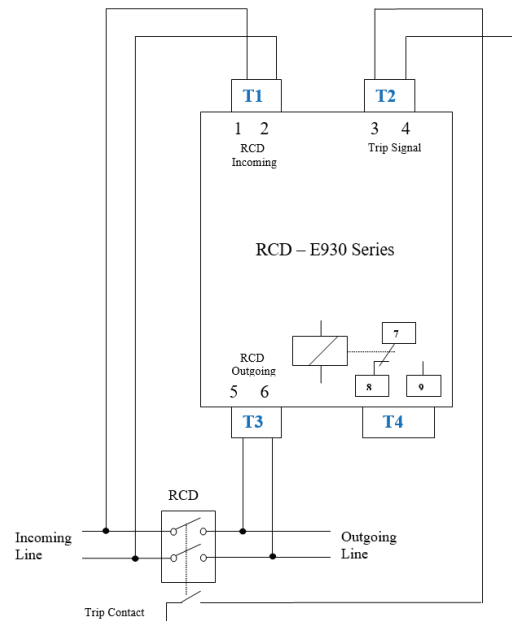 T1 T2
1 2 3 4
RCD Trip Signal
Incoming
RCD – E930 Series
7
RCD
Outgoing
5 6 8 9
T3 T4
RCD
Incoming Outgoing
Line Line
Trip Contact